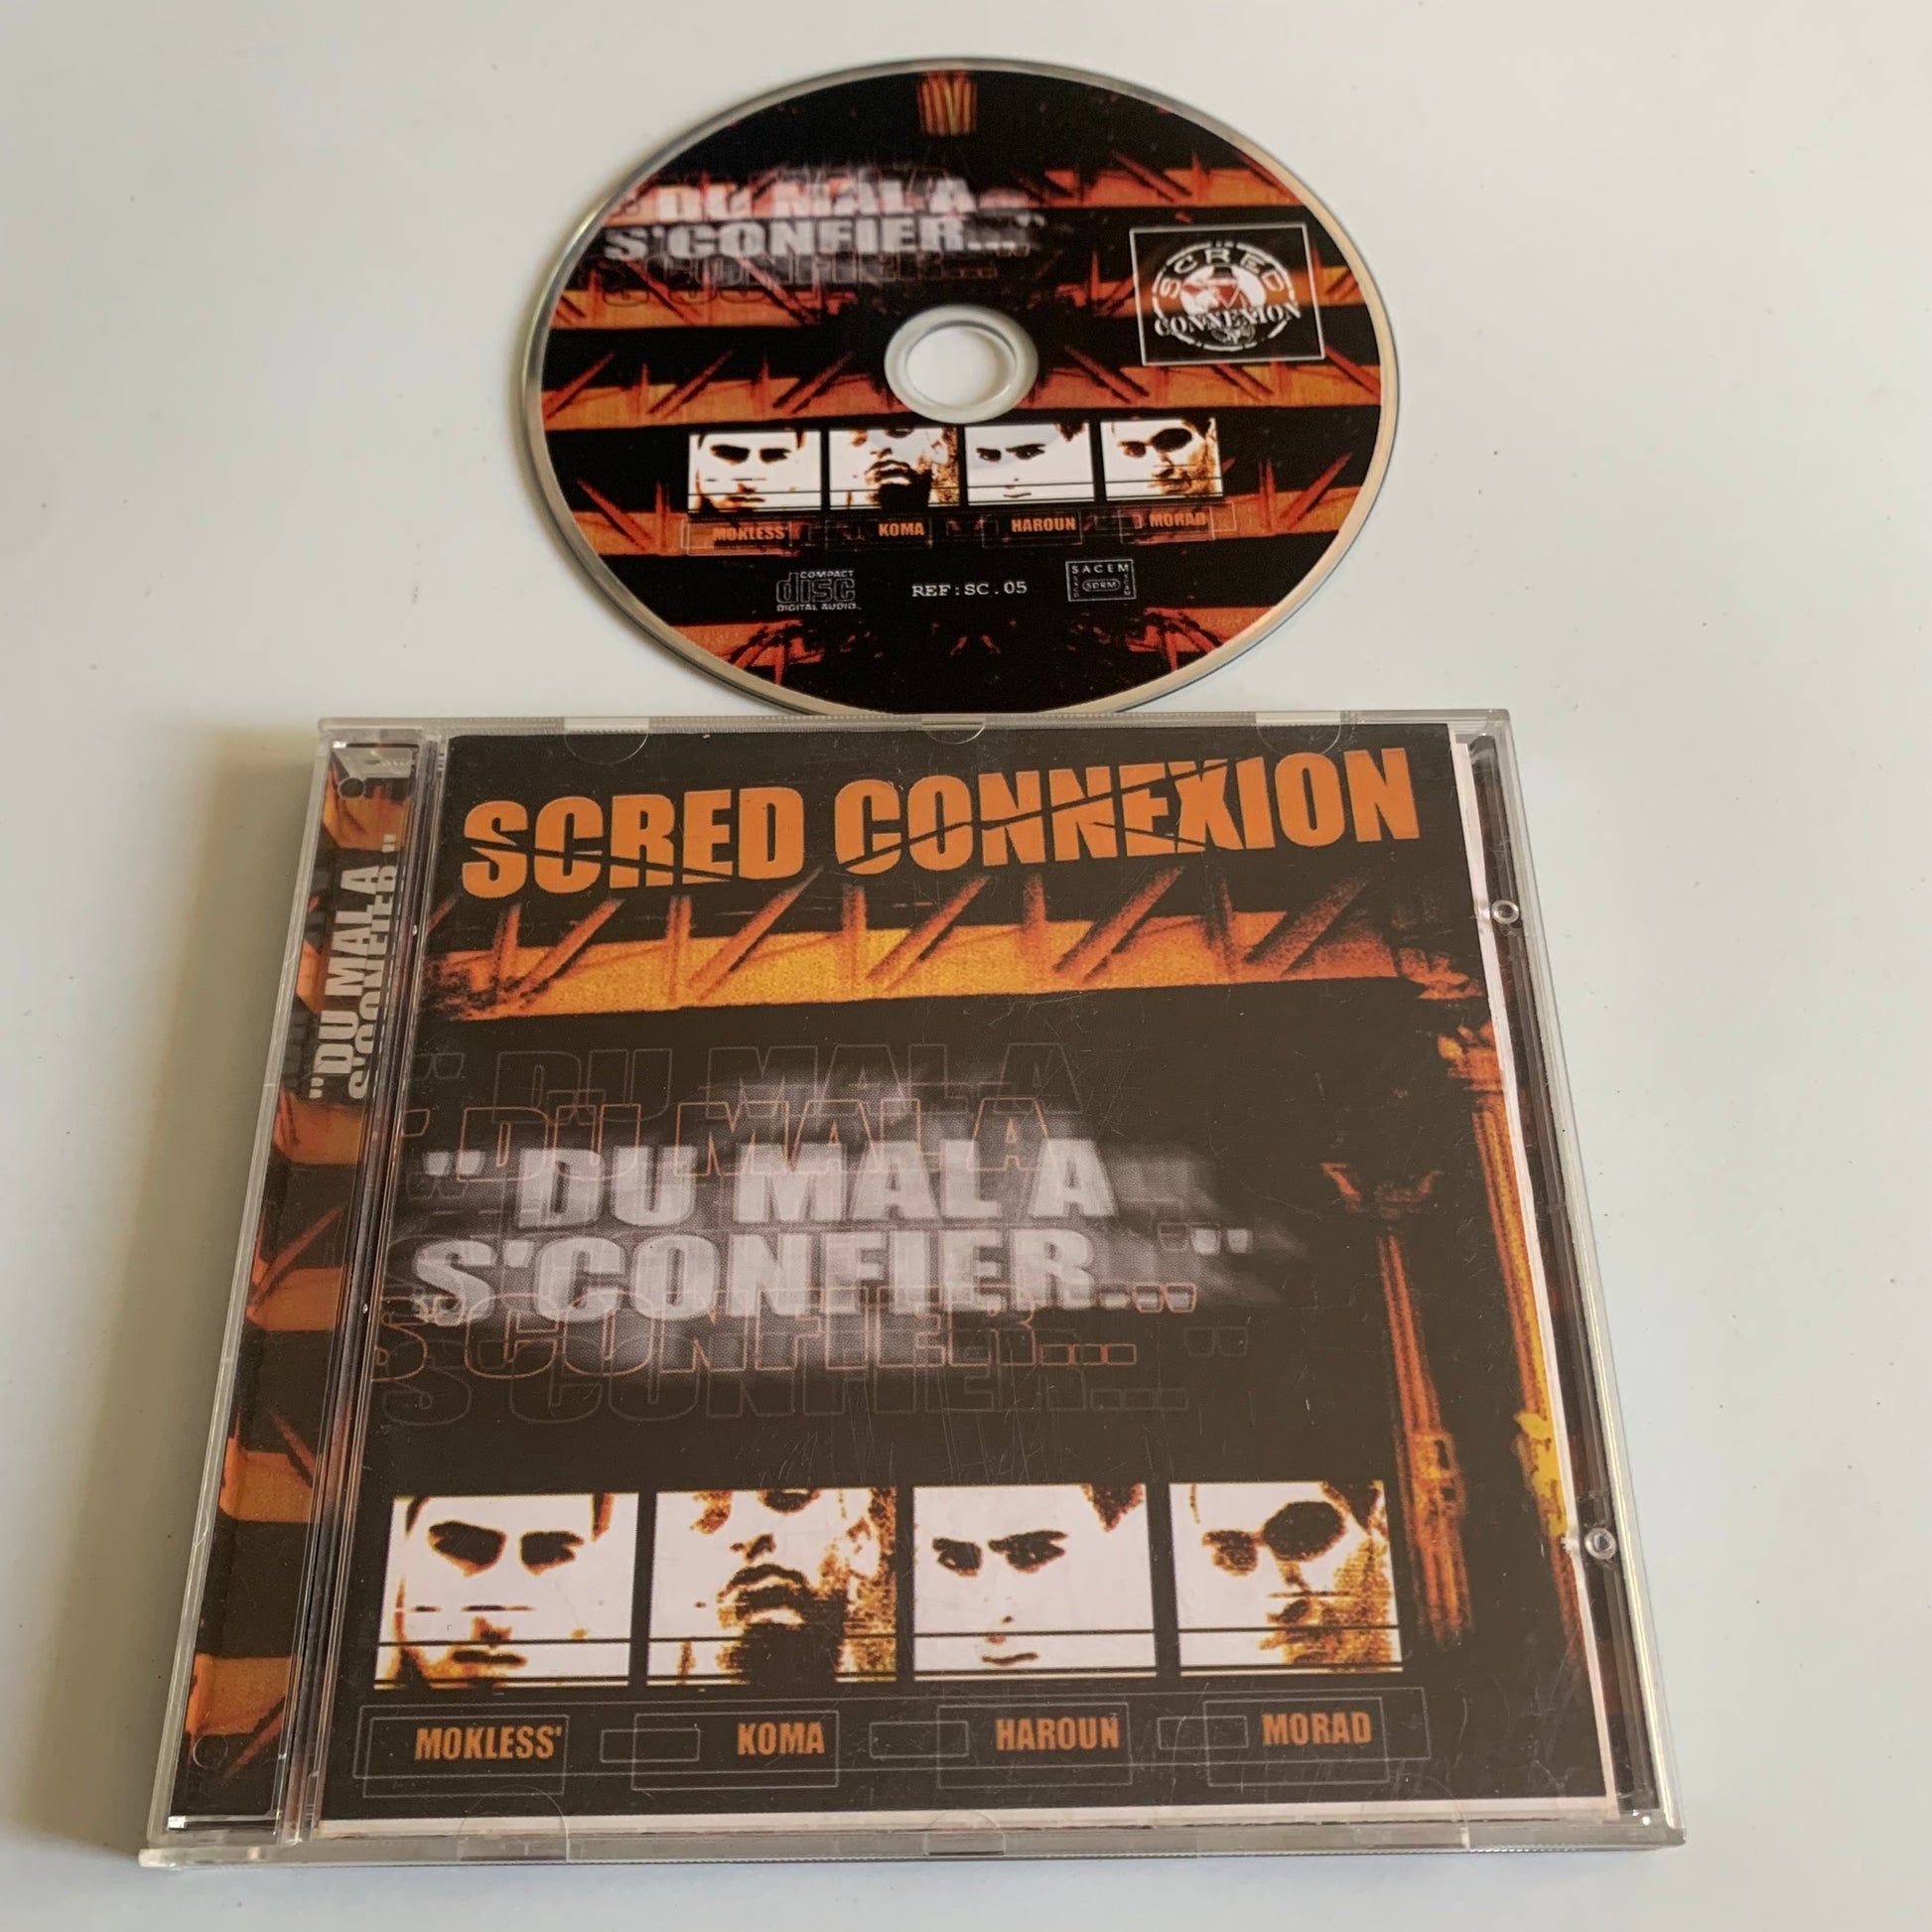 DU MAL A
S'CONFIER..."
SCRED
CONNEXION
MOKLESS' KOMA HAROUN MORAD
COMPACT
disc
DIGITAL AUDIO
REF:SC.05
SACEM
SDRM
SCRED CONNEXION
"DU MAL A
S'CONFIER..."
"DU MAL A
S'CONFIER..."
MOKLESS' KOMA HAROUN MORAD